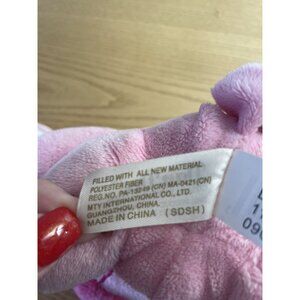 FILLED WITH ALL NEW MATERIAL
POLYESTER FIBER
REG.NO. PA-13249 (CN) MA-0421(CN)
MTY INTERNATIONAL CO.,LTD.
GUANGZHOU, CHINA.
MADE IN CHINA (SDSH)